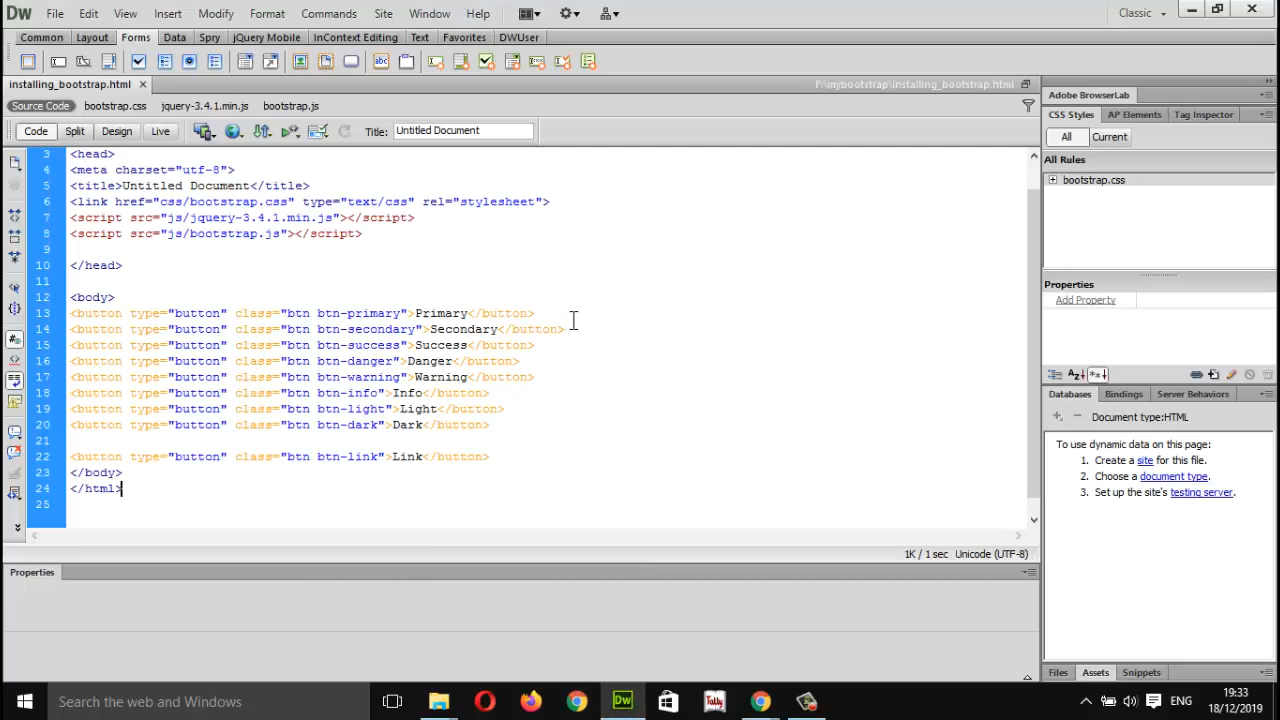 Dw File Edit View Insert Modify Format Commands Site Window Help Classic
Common Layout Forms Data Spry jQuery Mobile InContext Editing Text Favorites DWUser
abc
installing_bootstrap.html F:\mybootstrap\installing_bootstrap.html
Source Code bootstrap.css jquery-3.4.1.min.js bootstrap.js
Code Split Design Live Title: Untitled Document
3 <head>
4 <meta charset="utf-8">
5 <title>Untitled Document</title>
6 <link href="css/bootstrap.css" type="text/css" rel="stylesheet">
7 <script src="js/jquery-3.4.1.min.js"></script>
8 <script src="js/bootstrap.js"></script>
9
10 </head>
11
12 <body>
13 <button type="button" class="btn btn-primary">Primary</button>
14 <button type="button" class="btn btn-secondary">Secondary</button>
15 <button type="button" class="btn btn-success">Success</button>
16 <button type="button" class="btn btn-danger">Danger</button>
17 <button type="button" class="btn btn-warning">Warning</button>
18 <button type="button" class="btn btn-info">Info</button>
19 <button type="button" class="btn btn-light">Light</button>
20 <button type="button" class="btn btn-dark">Dark</button>
21
22 <button type="button" class="btn btn-link">Link</button>
23 </body>
24 </html>
25
1K / 1 sec Unicode (UTF-8)
Properties
Adobe BrowserLab
CSS Styles AP Elements Tag Inspector
All Current
All Rules
bootstrap.css
Properties
Add Property
Databases Bindings Server Behaviors
Document type:HTML
To use dynamic data on this page:
1. Create a site for this file.
2. Choose a document type.
3. Set up the site's testing server.
Files Assets Snippets
Search the web and Windows
Dw
Tally
ENG
19:33
18/12/2019